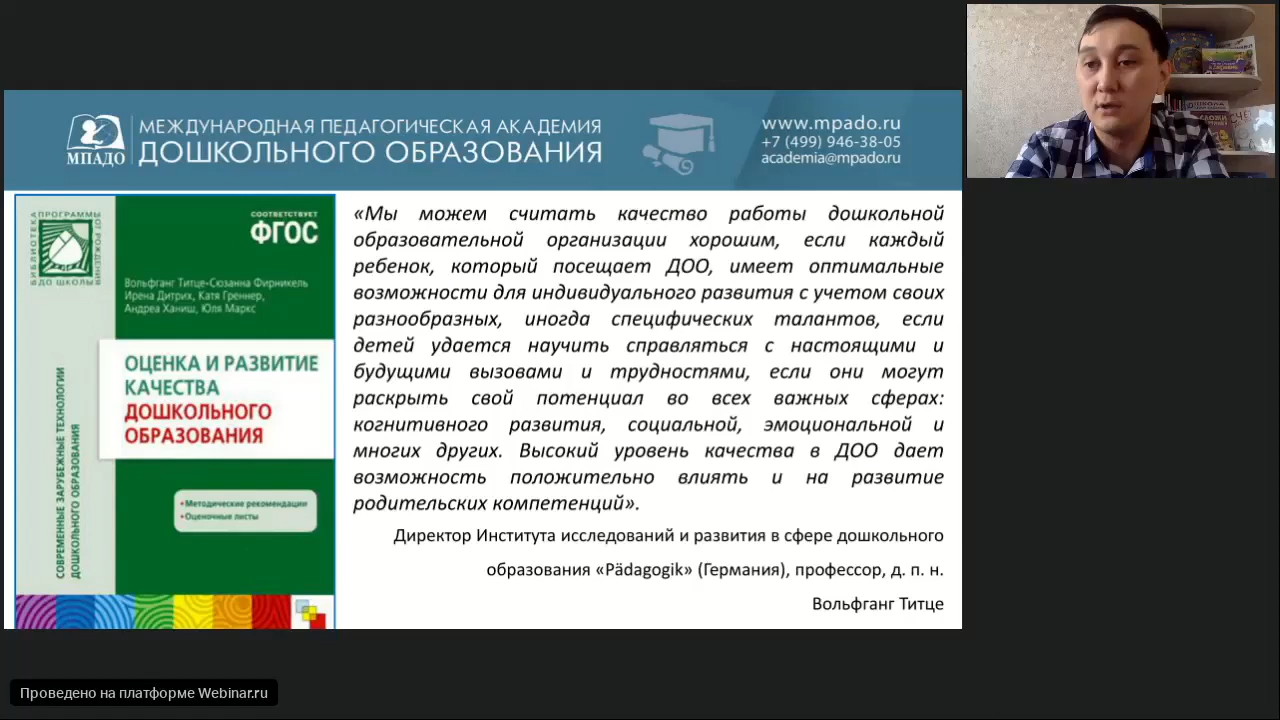 МПАДО
МЕЖДУНАРОДНАЯ ПЕДАГОГИЧЕСКАЯ АКАДЕМИЯ
ДОШКОЛЬНОГО ОБРАЗОВАНИЯ
www.mpado.ru
+7 (499) 946-38-05
academia@mpado.ru
БИБЛИОТЕКА
ПРОГРАММЫ
ОТ РОЖДЕНИЯ
ДО ШКОЛЫ
СООТВЕТСТВУЕТ
ФГОС
Вольфганг Титце-Сюзанна Фирникель
Ирена Дитрих, Катя Греннер,
Андреа Ханиш, Юля Маркс
ОЦЕНКА И РАЗВИТИЕ
КАЧЕСТВА
ДОШКОЛЬНОГО
ОБРАЗОВАНИЯ
СОВРЕМЕННЫЕ ЗАРУБЕЖНЫЕ ТЕХНОЛОГИИ
ДОШКОЛЬНОГО ОБРАЗОВАНИЯ
•Методические рекомендации
•Оценочные листы
«Мы можем считать качество работы дошкольной
образовательной организации хорошим, если каждый
ребенок, который посещает ДОО, имеет оптимальные
возможности для индивидуального развития с учетом своих
разнообразных, иногда специфических талантов, если
детей удается научить справляться с настоящими и
будущими вызовами и трудностями, если они могут
раскрыть свой потенциал во всех важных сферах:
когнитивного развития, социальной, эмоциональной и
многих других. Высокий уровень качества в ДОО дает
возможность положительно влиять и на развитие
родительских компетенций».
Директор Института исследований и развития в сфере дошкольного
образования «Pädagogik» (Германия), профессор, д. п. н.
Вольфганг Титце
Проведено на платформе Webinar.ru